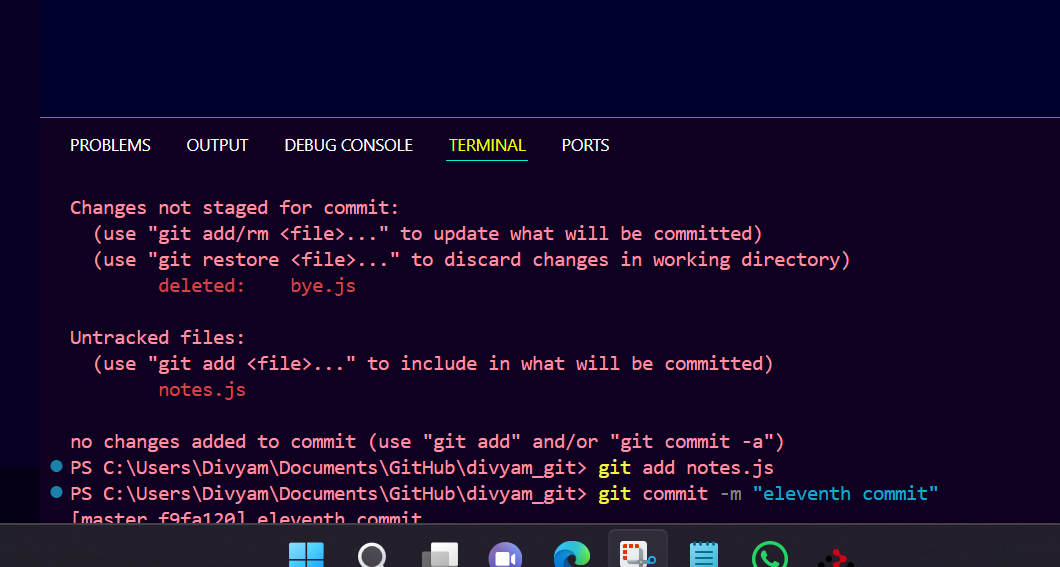 PROBLEMS OUTPUT DEBUG CONSOLE TERMINAL PORTS
Changes not staged for commit:
(use "git add/rm <file>..." to update what will be committed)
(use "git restore <file>..." to discard changes in working directory)
deleted: bye.js
Untracked files:
(use "git add <file>..." to include in what will be committed)
notes.js
no changes added to commit (use "git add" and/or "git commit -a")
PS C:\Users\Divyam\Documents\GitHub\divyam_git> git add notes.js
PS C:\Users\Divyam\Documents\GitHub\divyam_git> git commit -m "eleventh commit"
[master f9fa120] eleventh commit